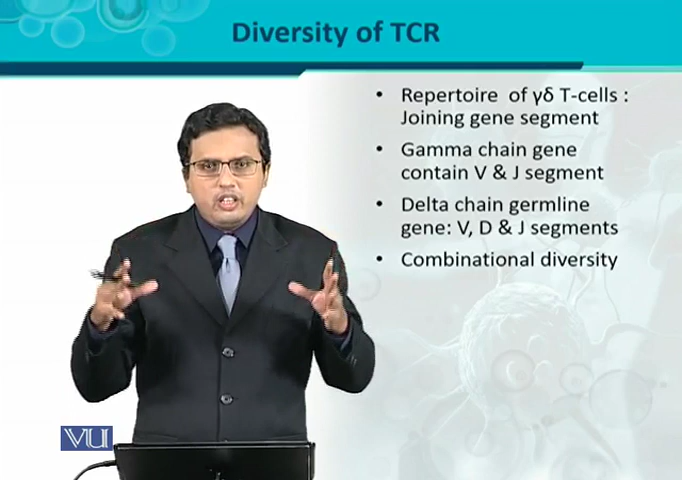 Diversity of TCR
• Repertoire of γδ T-cells :
Joining gene segment
• Gamma chain gene
contain V & J segment
• Delta chain germline
gene: V, D & J segments
• Combinational diversity
VU